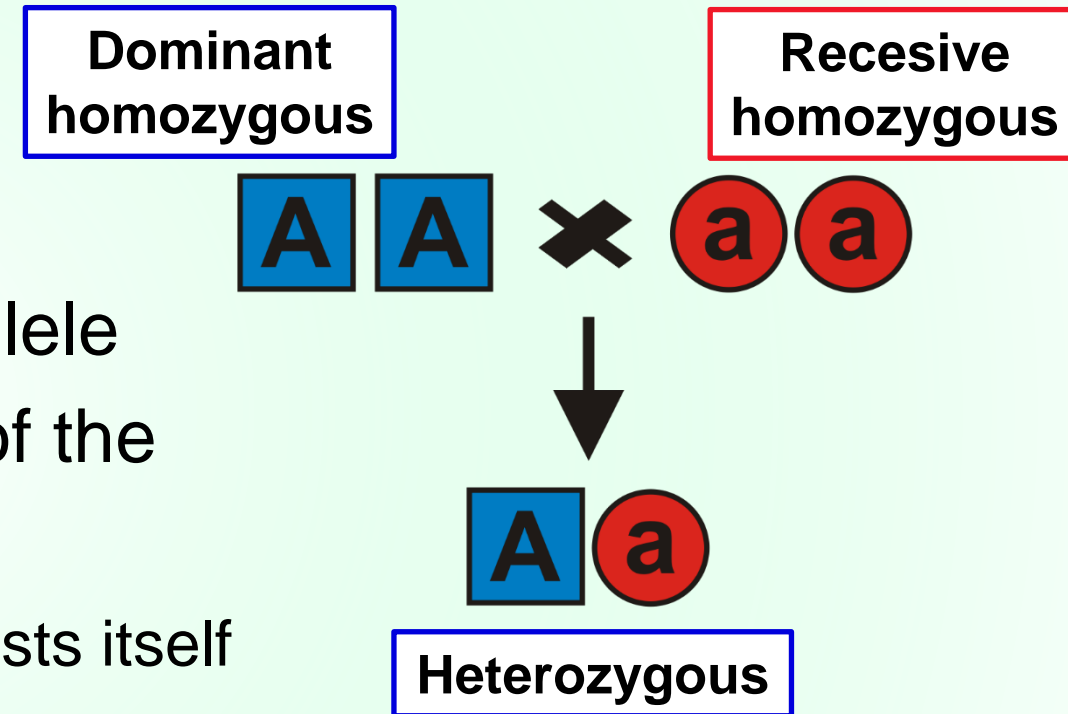 Dominant
homozygous
Recesive
homozygous
A A × a a
lele
of the
A a
sts itself
Heterozygous